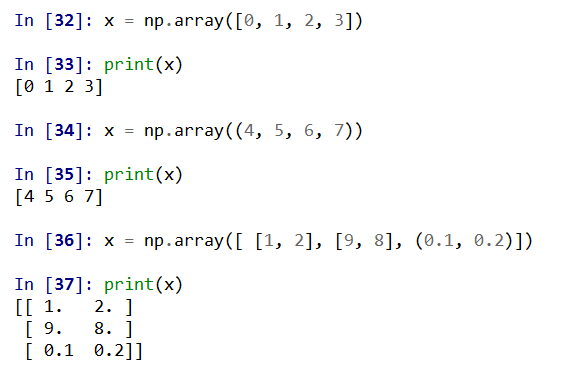 In [32]: x = np.array([0, 1, 2, 3])
In [33]: print(x)
[0 1 2 3]
In [34]: x = np.array((4, 5, 6, 7))
In [35]: print(x)
[4 5 6 7]
In [36]: x = np.array([ [1, 2], [9, 8], (0.1, 0.2)])
In [37]: print(x)
[[ 1.   2. ]
 [ 9.   8. ]
 [ 0.1  0.2]]